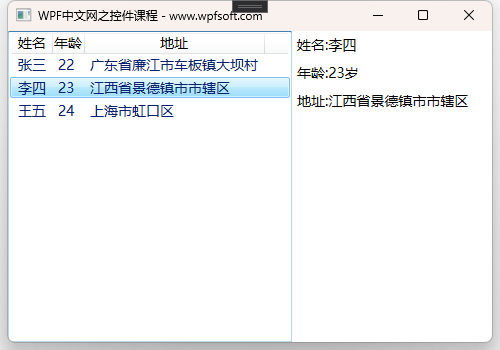 WPF中文网之控件课程 - www.wpfsoft.com
姓名 年龄 地址
张三 22 广东省廉江市车板镇大坝村
李四 23 江西省景德镇市市辖区
王五 24 上海市虹口区
姓名:李四
年龄:23岁
地址:江西省景德镇市市辖区